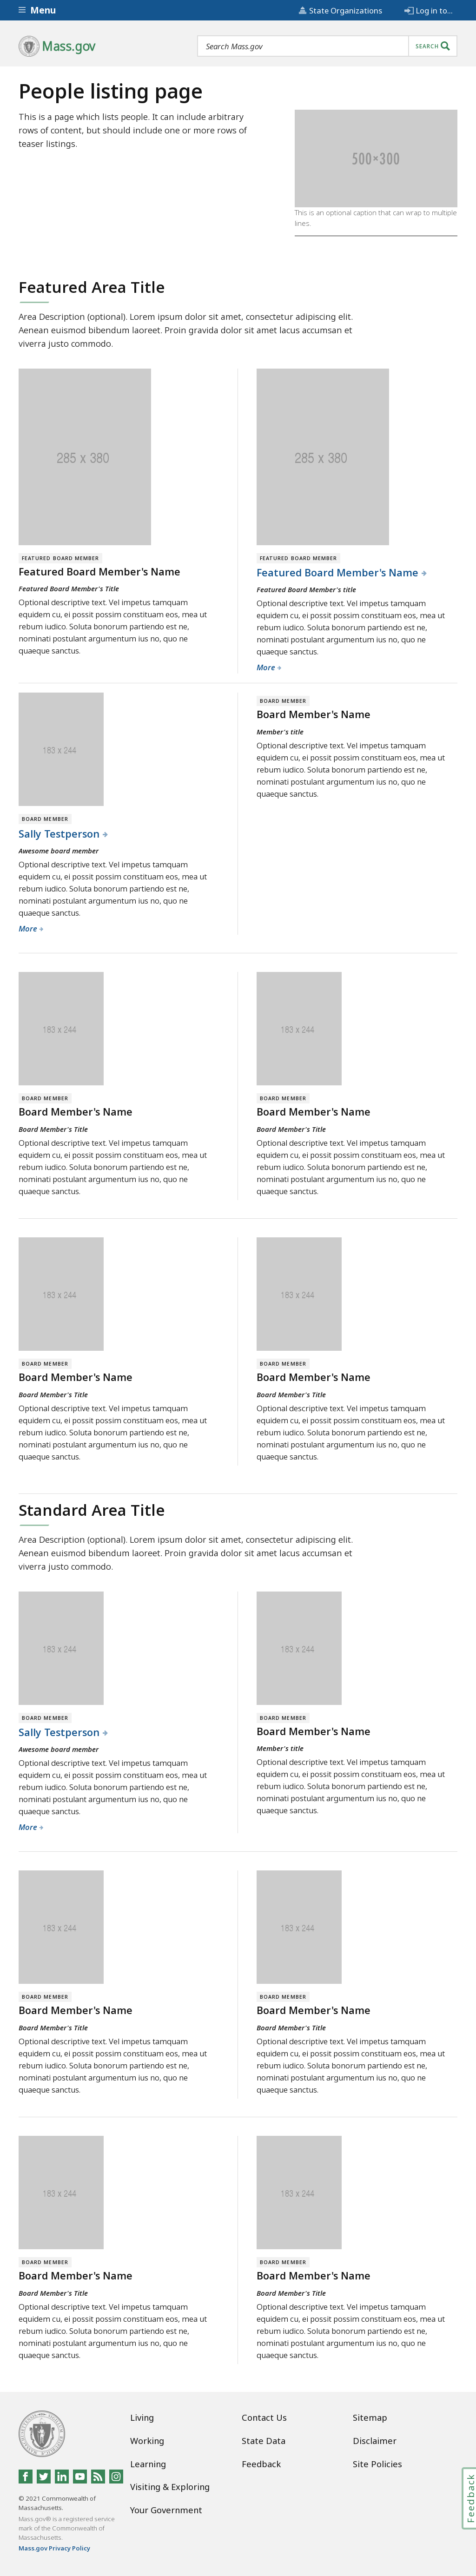 Menu
State Organizations
Log in to...
Mass.gov
Search Mass.gov
SEARCH
People listing page
This is a page which lists people. It can include arbitrary
rows of content, but should include one or more rows of
teaser listings.
500×300
This is an optional caption that can wrap to multiple
lines.
Featured Area Title
Area Description (optional). Lorem ipsum dolor sit amet, consectetur adipiscing elit.
Aenean euismod bibendum laoreet. Proin gravida dolor sit amet lacus accumsan et
viverra justo commodo.
285 x 380
FEATURED BOARD MEMBER
Featured Board Member's Name
Featured Board Member's Title
Optional descriptive text. Vel impetus tamquam
equidem cu, ei possit possim constituam eos, mea ut
rebum iudico. Soluta bonorum partiendo est ne,
nominati postulant argumentum ius no, quo ne
quaeque sanctus.
285 x 380
FEATURED BOARD MEMBER
Featured Board Member's Name
Featured Board Member's title
Optional descriptive text. Vel impetus tamquam
equidem cu, ei possit possim constituam eos, mea ut
rebum iudico. Soluta bonorum partiendo est ne,
nominati postulant argumentum ius no, quo ne
quaeque sanctus.
More
183 x 244
BOARD MEMBER
Sally Testperson
Awesome board member
Optional descriptive text. Vel impetus tamquam
equidem cu, ei possit possim constituam eos, mea ut
rebum iudico. Soluta bonorum partiendo est ne,
nominati postulant argumentum ius no, quo ne
quaeque sanctus.
More
BOARD MEMBER
Board Member's Name
Member's title
Optional descriptive text. Vel impetus tamquam
equidem cu, ei possit possim constituam eos, mea ut
rebum iudico. Soluta bonorum partiendo est ne,
nominati postulant argumentum ius no, quo ne
quaeque sanctus.
183 x 244
BOARD MEMBER
Board Member's Name
Board Member's Title
Optional descriptive text. Vel impetus tamquam
equidem cu, ei possit possim constituam eos, mea ut
rebum iudico. Soluta bonorum partiendo est ne,
nominati postulant argumentum ius no, quo ne
quaeque sanctus.
183 x 244
BOARD MEMBER
Board Member's Name
Board Member's Title
Optional descriptive text. Vel impetus tamquam
equidem cu, ei possit possim constituam eos, mea ut
rebum iudico. Soluta bonorum partiendo est ne,
nominati postulant argumentum ius no, quo ne
quaeque sanctus.
183 x 244
BOARD MEMBER
Board Member's Name
Board Member's Title
Optional descriptive text. Vel impetus tamquam
equidem cu, ei possit possim constituam eos, mea ut
rebum iudico. Soluta bonorum partiendo est ne,
nominati postulant argumentum ius no, quo ne
quaeque sanctus.
183 x 244
BOARD MEMBER
Board Member's Name
Board Member's Title
Optional descriptive text. Vel impetus tamquam
equidem cu, ei possit possim constituam eos, mea ut
rebum iudico. Soluta bonorum partiendo est ne,
nominati postulant argumentum ius no, quo ne
quaeque sanctus.
Standard Area Title
Area Description (optional). Lorem ipsum dolor sit amet, consectetur adipiscing elit.
Aenean euismod bibendum laoreet. Proin gravida dolor sit amet lacus accumsan et
viverra justo commodo.
183 x 244
BOARD MEMBER
Sally Testperson
Awesome board member
Optional descriptive text. Vel impetus tamquam
equidem cu, ei possit possim constituam eos, mea ut
rebum iudico. Soluta bonorum partiendo est ne,
nominati postulant argumentum ius no, quo ne
quaeque sanctus.
More
183 x 244
BOARD MEMBER
Board Member's Name
Member's title
Optional descriptive text. Vel impetus tamquam
equidem cu, ei possit possim constituam eos, mea ut
rebum iudico. Soluta bonorum partiendo est ne,
nominati postulant argumentum ius no, quo ne
quaeque sanctus.
183 x 244
BOARD MEMBER
Board Member's Name
Board Member's Title
Optional descriptive text. Vel impetus tamquam
equidem cu, ei possit possim constituam eos, mea ut
rebum iudico. Soluta bonorum partiendo est ne,
nominati postulant argumentum ius no, quo ne
quaeque sanctus.
183 x 244
BOARD MEMBER
Board Member's Name
Board Member's Title
Optional descriptive text. Vel impetus tamquam
equidem cu, ei possit possim constituam eos, mea ut
rebum iudico. Soluta bonorum partiendo est ne,
nominati postulant argumentum ius no, quo ne
quaeque sanctus.
183 x 244
BOARD MEMBER
Board Member's Name
Board Member's Title
Optional descriptive text. Vel impetus tamquam
equidem cu, ei possit possim constituam eos, mea ut
rebum iudico. Soluta bonorum partiendo est ne,
nominati postulant argumentum ius no, quo ne
quaeque sanctus.
183 x 244
BOARD MEMBER
Board Member's Name
Board Member's Title
Optional descriptive text. Vel impetus tamquam
equidem cu, ei possit possim constituam eos, mea ut
rebum iudico. Soluta bonorum partiendo est ne,
nominati postulant argumentum ius no, quo ne
quaeque sanctus.
© 2021 Commonwealth of
Massachusetts.
Mass.gov® is a registered service
mark of the Commonwealth of
Massachusetts.
Mass.gov Privacy Policy
Living
Working
Learning
Visiting & Exploring
Your Government
Contact Us
State Data
Feedback
Sitemap
Disclaimer
Site Policies
Feedback